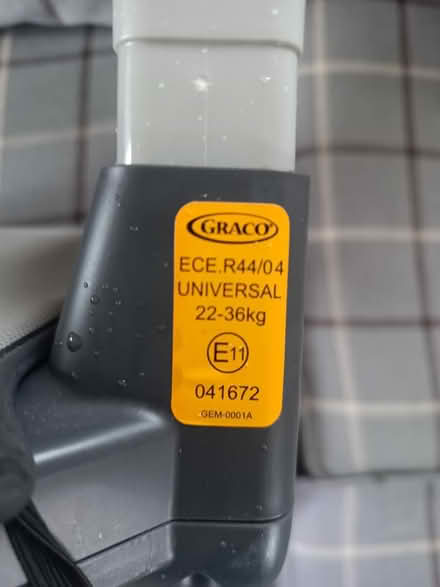 GRACO
ECE.R44/04
UNIVERSAL
22-36kg
E11
041672
GEM-0001A